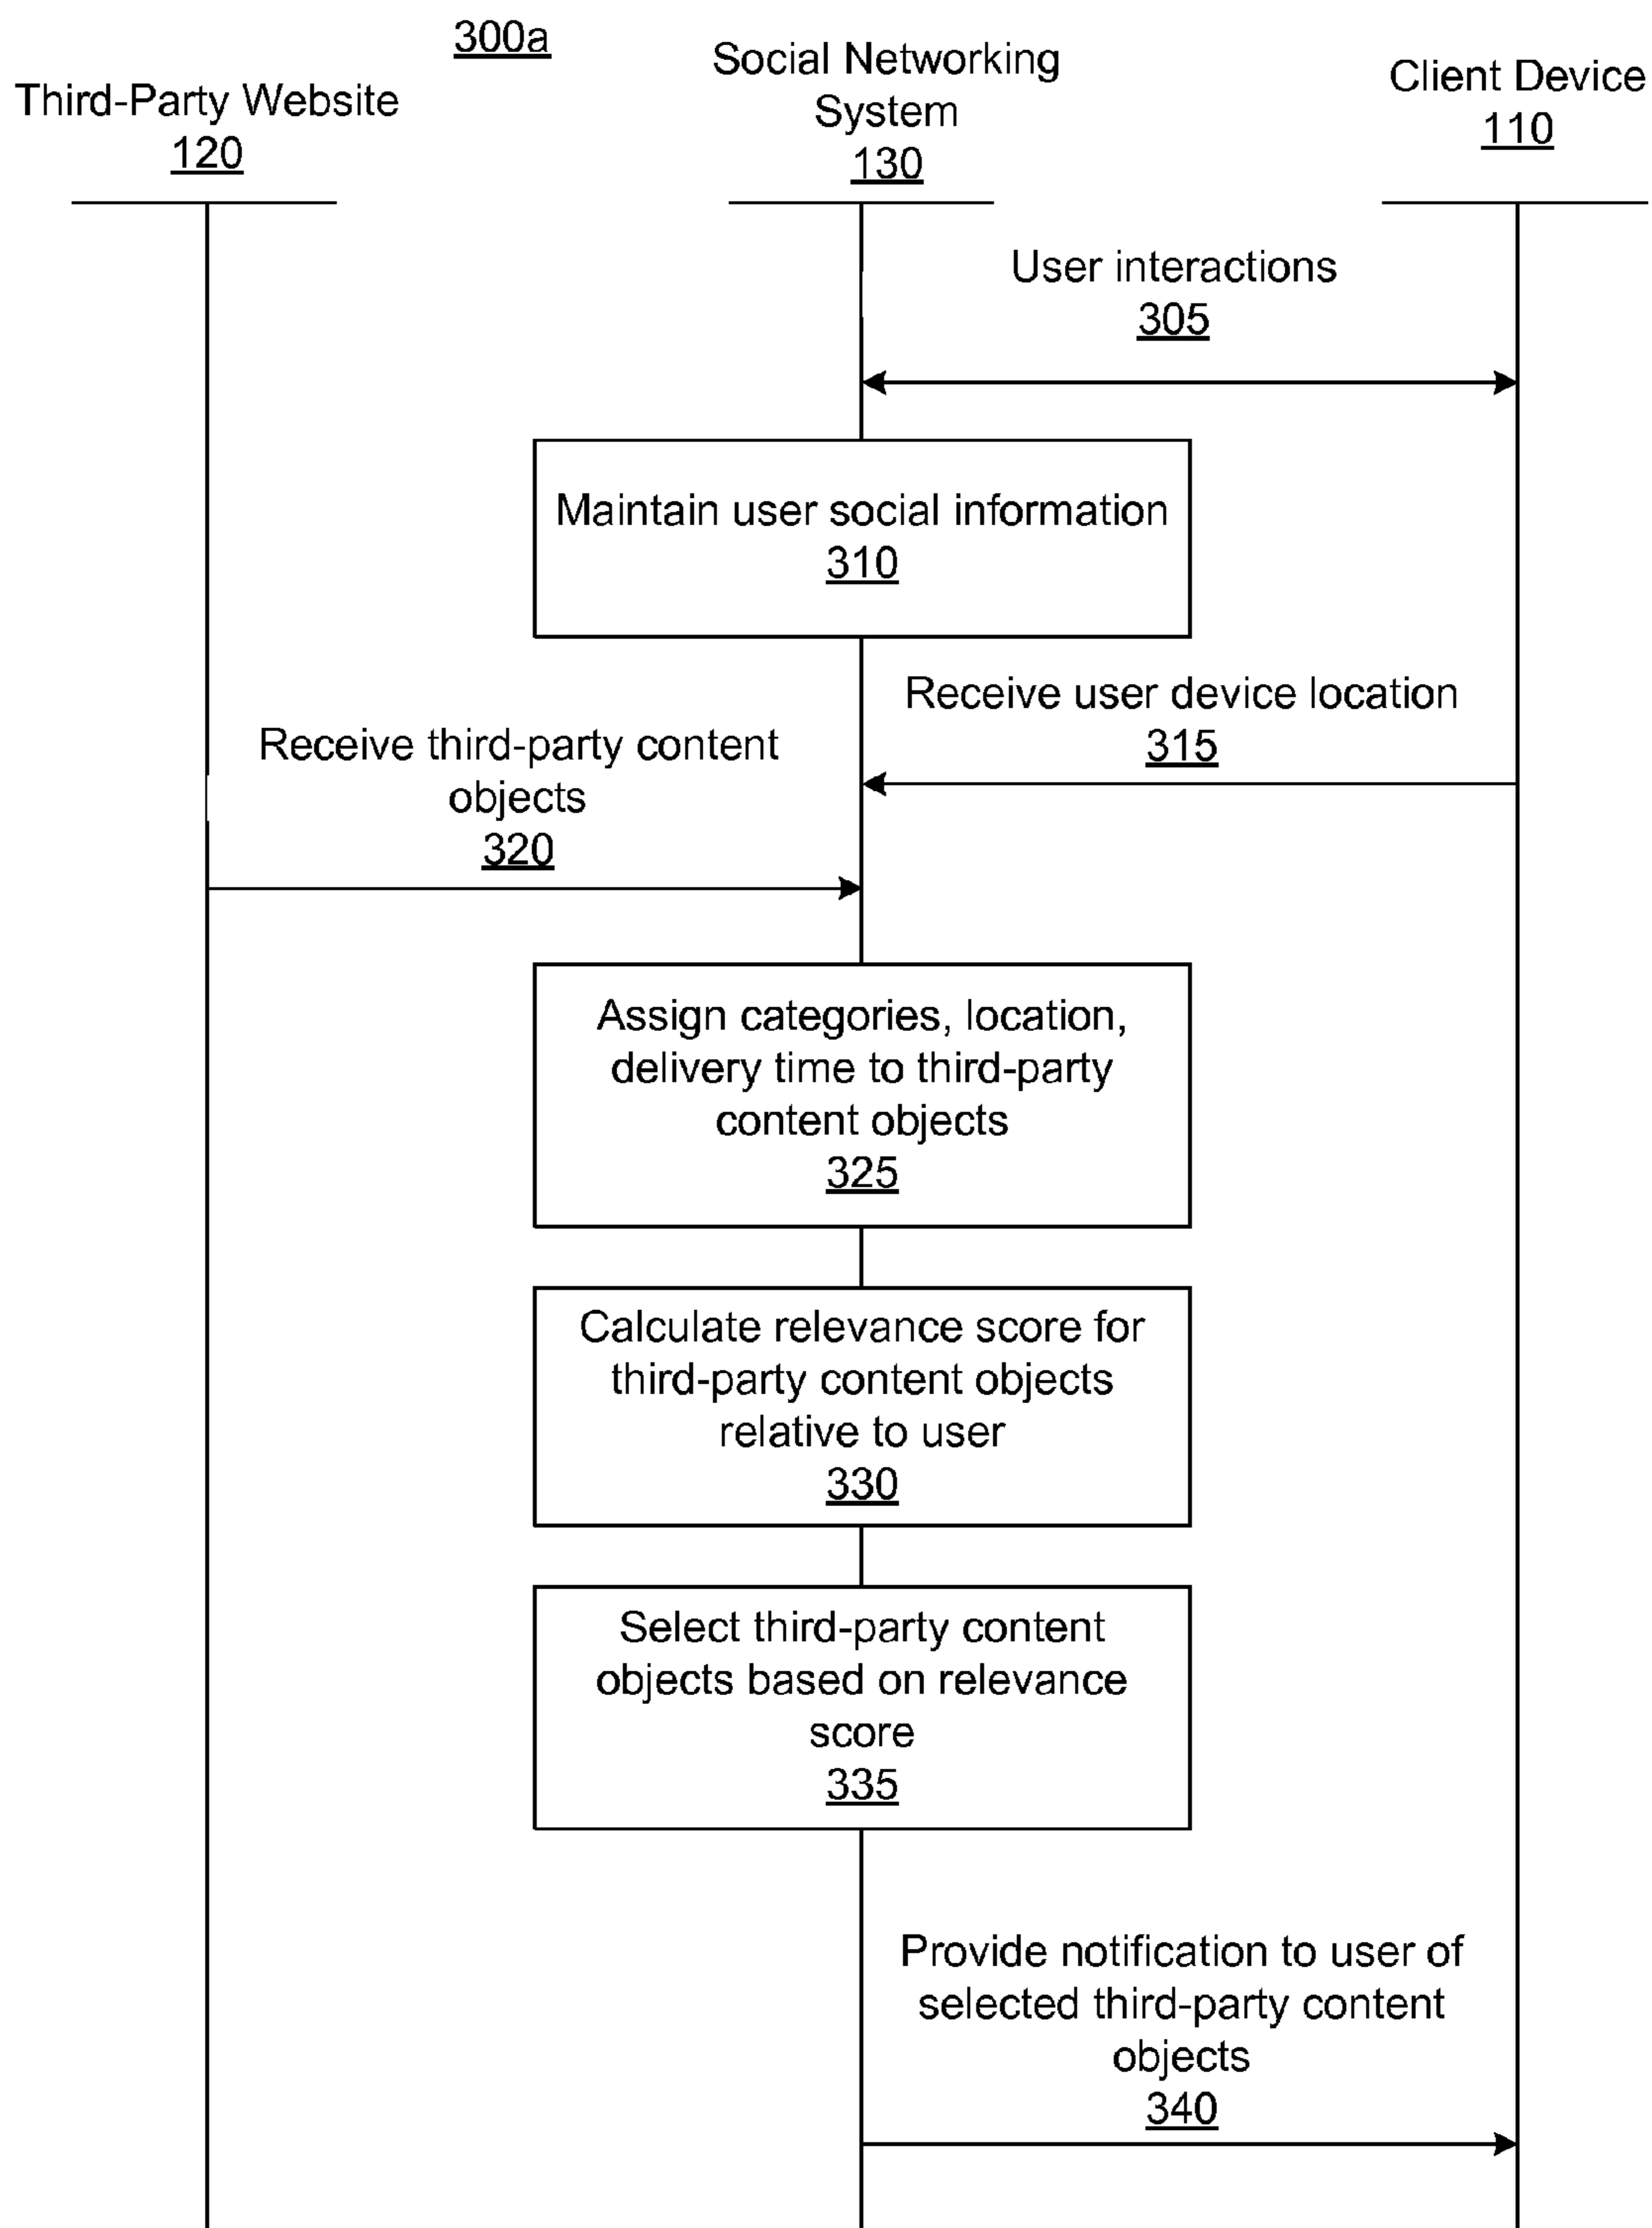 300a
Third-Party Website
120
Social Networking
System
130
Client Device
110
User interactions
305
Maintain user social information
310
Receive user device location
315
Receive third-party content
objects
320
Assign categories, location,
delivery time to third-party
content objects
325
Calculate relevance score for
third-party content objects
relative to user
330
Select third-party content
objects based on relevance
score
335
Provide notification to user of
selected third-party content
objects
340